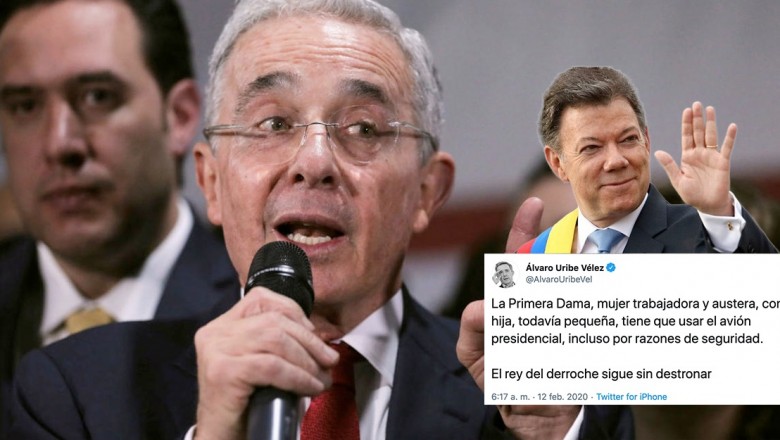 Álvaro Uribe Vélez
@AlvaroUribeVel
La Primera Dama, mujer trabajadora y austera, con
hija, todavía pequeña, tiene que usar el avión
presidencial, incluso por razones de seguridad.
El rey del derroche sigue sin destronar
6:17 a. m. · 12 feb. 2020 · Twitter for iPhone